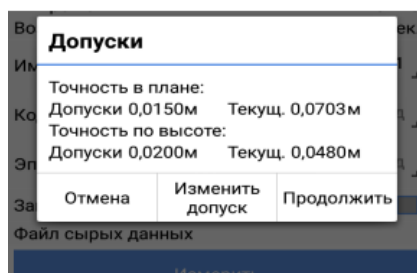 Допуски
Точность в плане:
Допуски 0,0150м Текущ. 0,0703м
Точность по высоте:
Допуски 0,0200м Текущ. 0,0480м
Отмена
Изменить
допуск
Продолжить
Файл сырых данных
Измерить